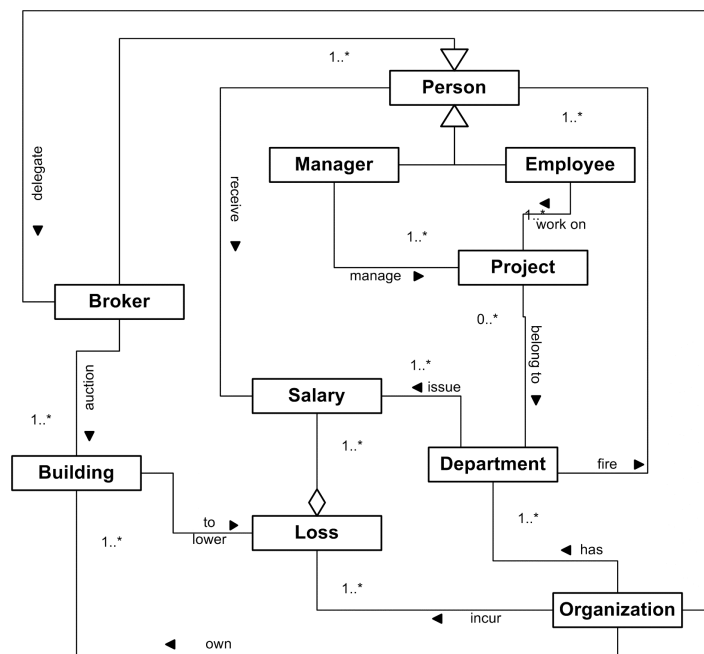 1..*
Person
1..*
Manager
Employee
delegate
receive
1..*
work on
1..*
Project
manage
Broker
0..*
belong to
1..*
issue
auction
Salary
1..*
1..*
Department
fire
Building
1..*
to
lower
Loss
1..*
has
1..*
Organization
incur
own